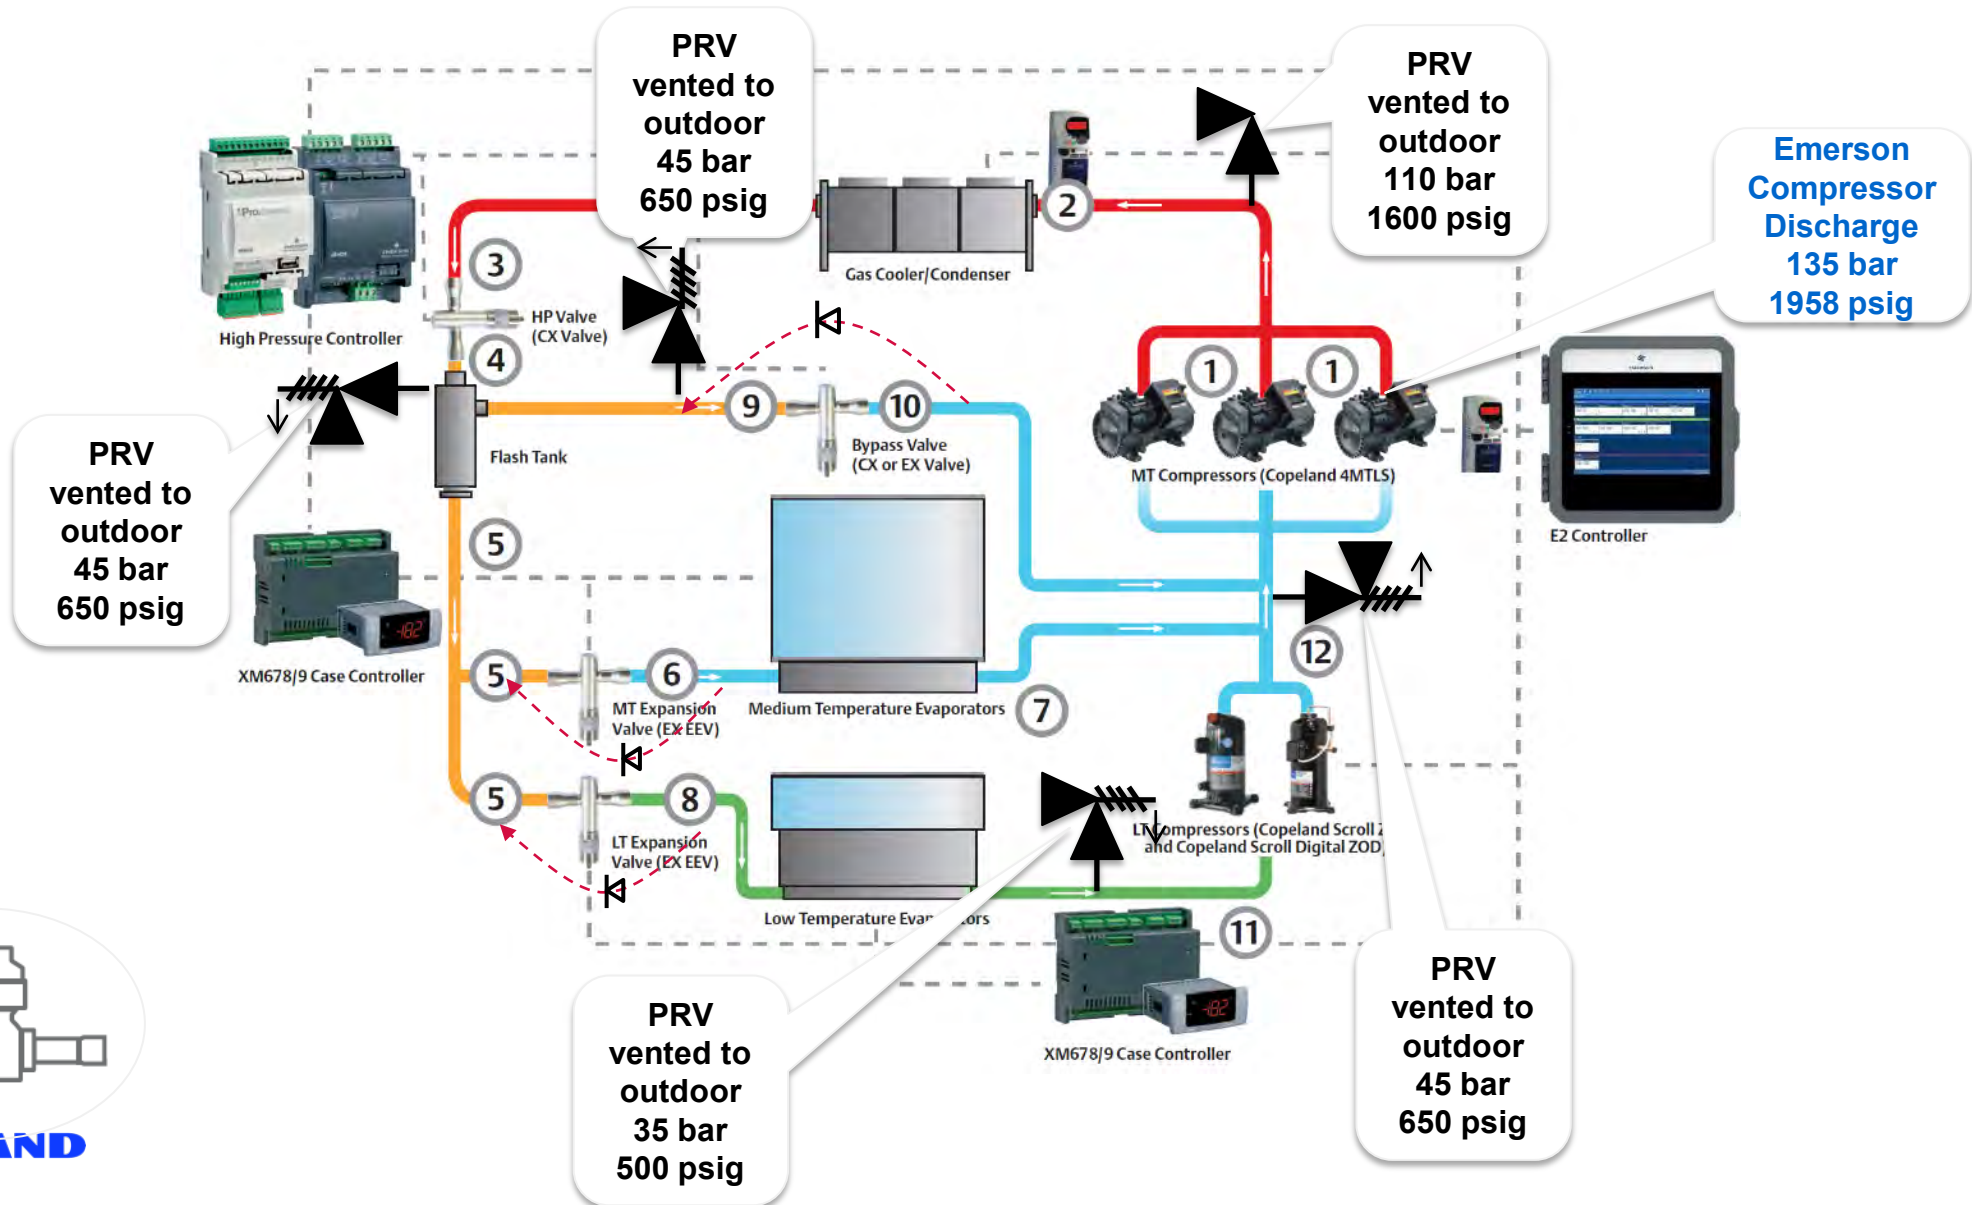 PRV
vented to
outdoor
45 bar
650 psig
PRV
vented to
outdoor
110 bar
1600 psig
Emerson
Compressor
Discharge
135 bar
1958 psig
2
3
Gas Cooler/Condenser
HP Valve
(CX Valve)
High Pressure Controller
4
1
1
9
10
Bypass Valve
(CX or EX Valve)
Flash Tank
MT Compressors (Copeland 4MTLS)
E2 Controller
PRV
vented to
outdoor
45 bar
650 psig
5
12
XM678/9 Case Controller
5
6
MT Expansion
Valve (EX EEV)
Medium Temperature Evaporators
7
5
8
LT Expansion
Valve (EX EEV)
LT Compressors (Copeland Scroll
and Copeland Scroll Digital ZOD)
Low Temperature
11
PRV
vented to
outdoor
35 bar
500 psig
XM678/9 Case Controller
PRV
vented to
outdoor
45 bar
650 psig
AND